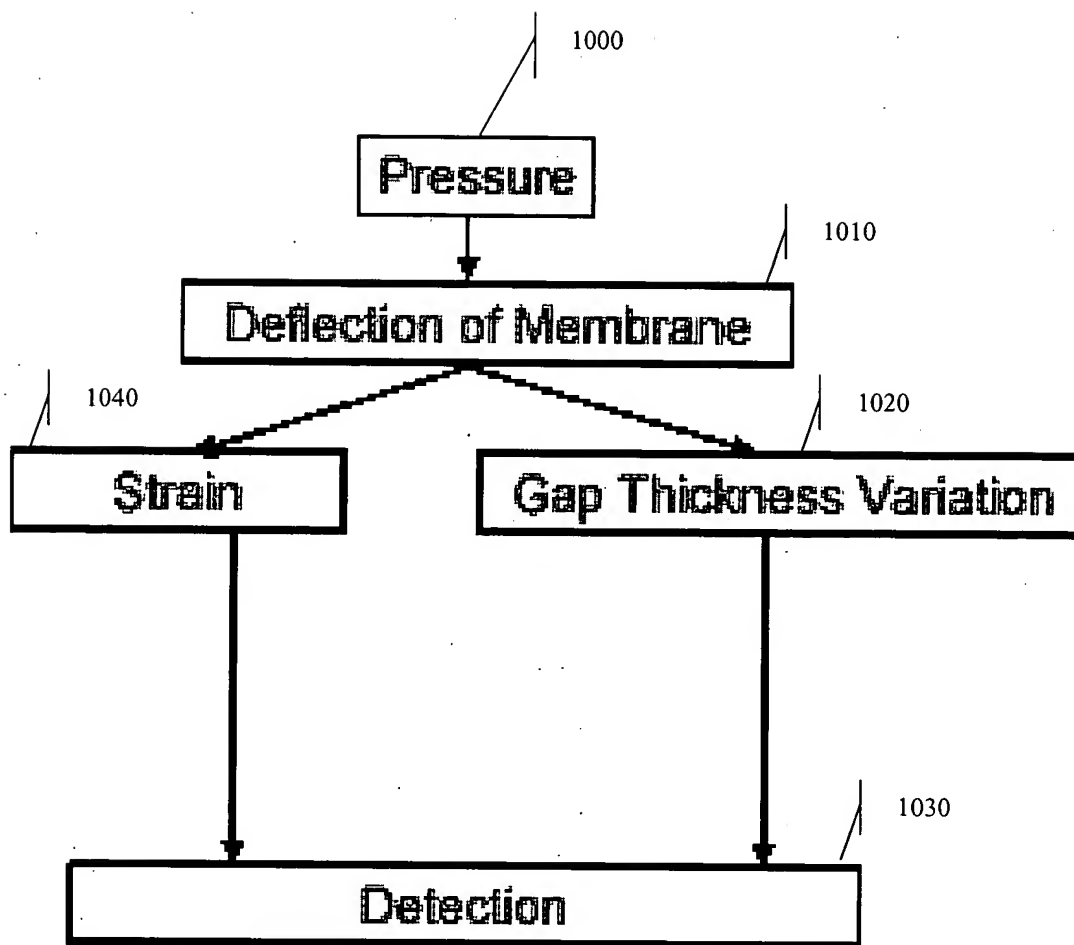 1000
Pressure
1010
Deflection of Membrane
1040
1020
Strain
Gap Thickness Variation
1030
Detection